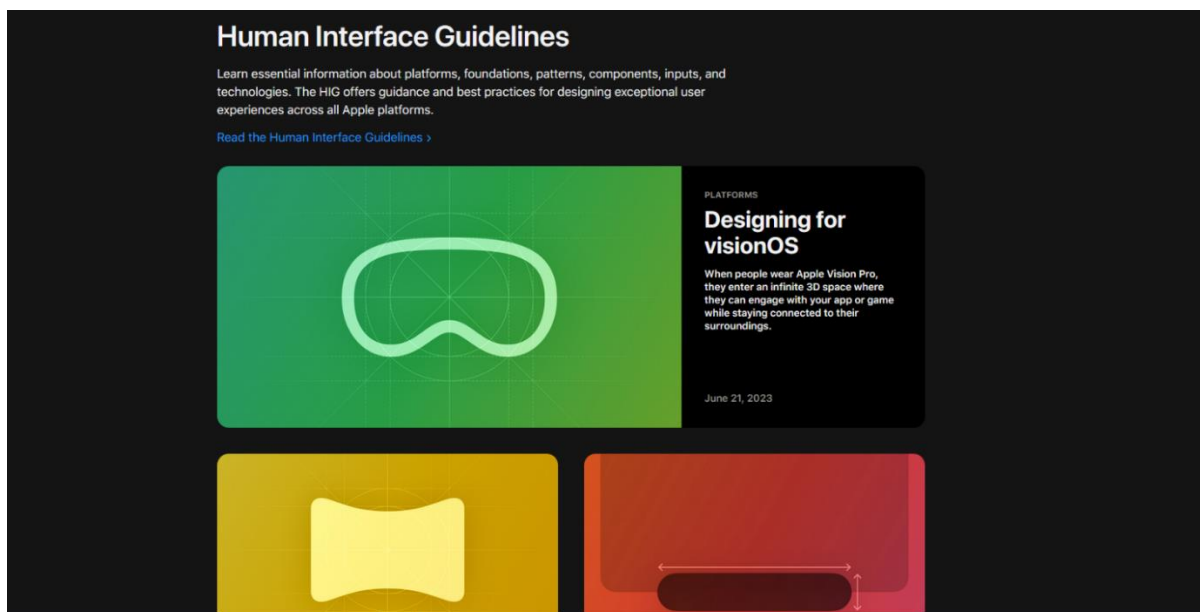 Human Interface Guidelines
Learn essential information about platforms, foundations, patterns, components, inputs, and
technologies. The HIG offers guidance and best practices for designing exceptional user
experiences across all Apple platforms.
Read the Human Interface Guidelines >
PLATFORMS
Designing for
visionOS
When people wear Apple Vision Pro,
they enter an infinite 3D space where
they can engage with your app or game
while staying connected to their
surroundings.
June 21, 2023